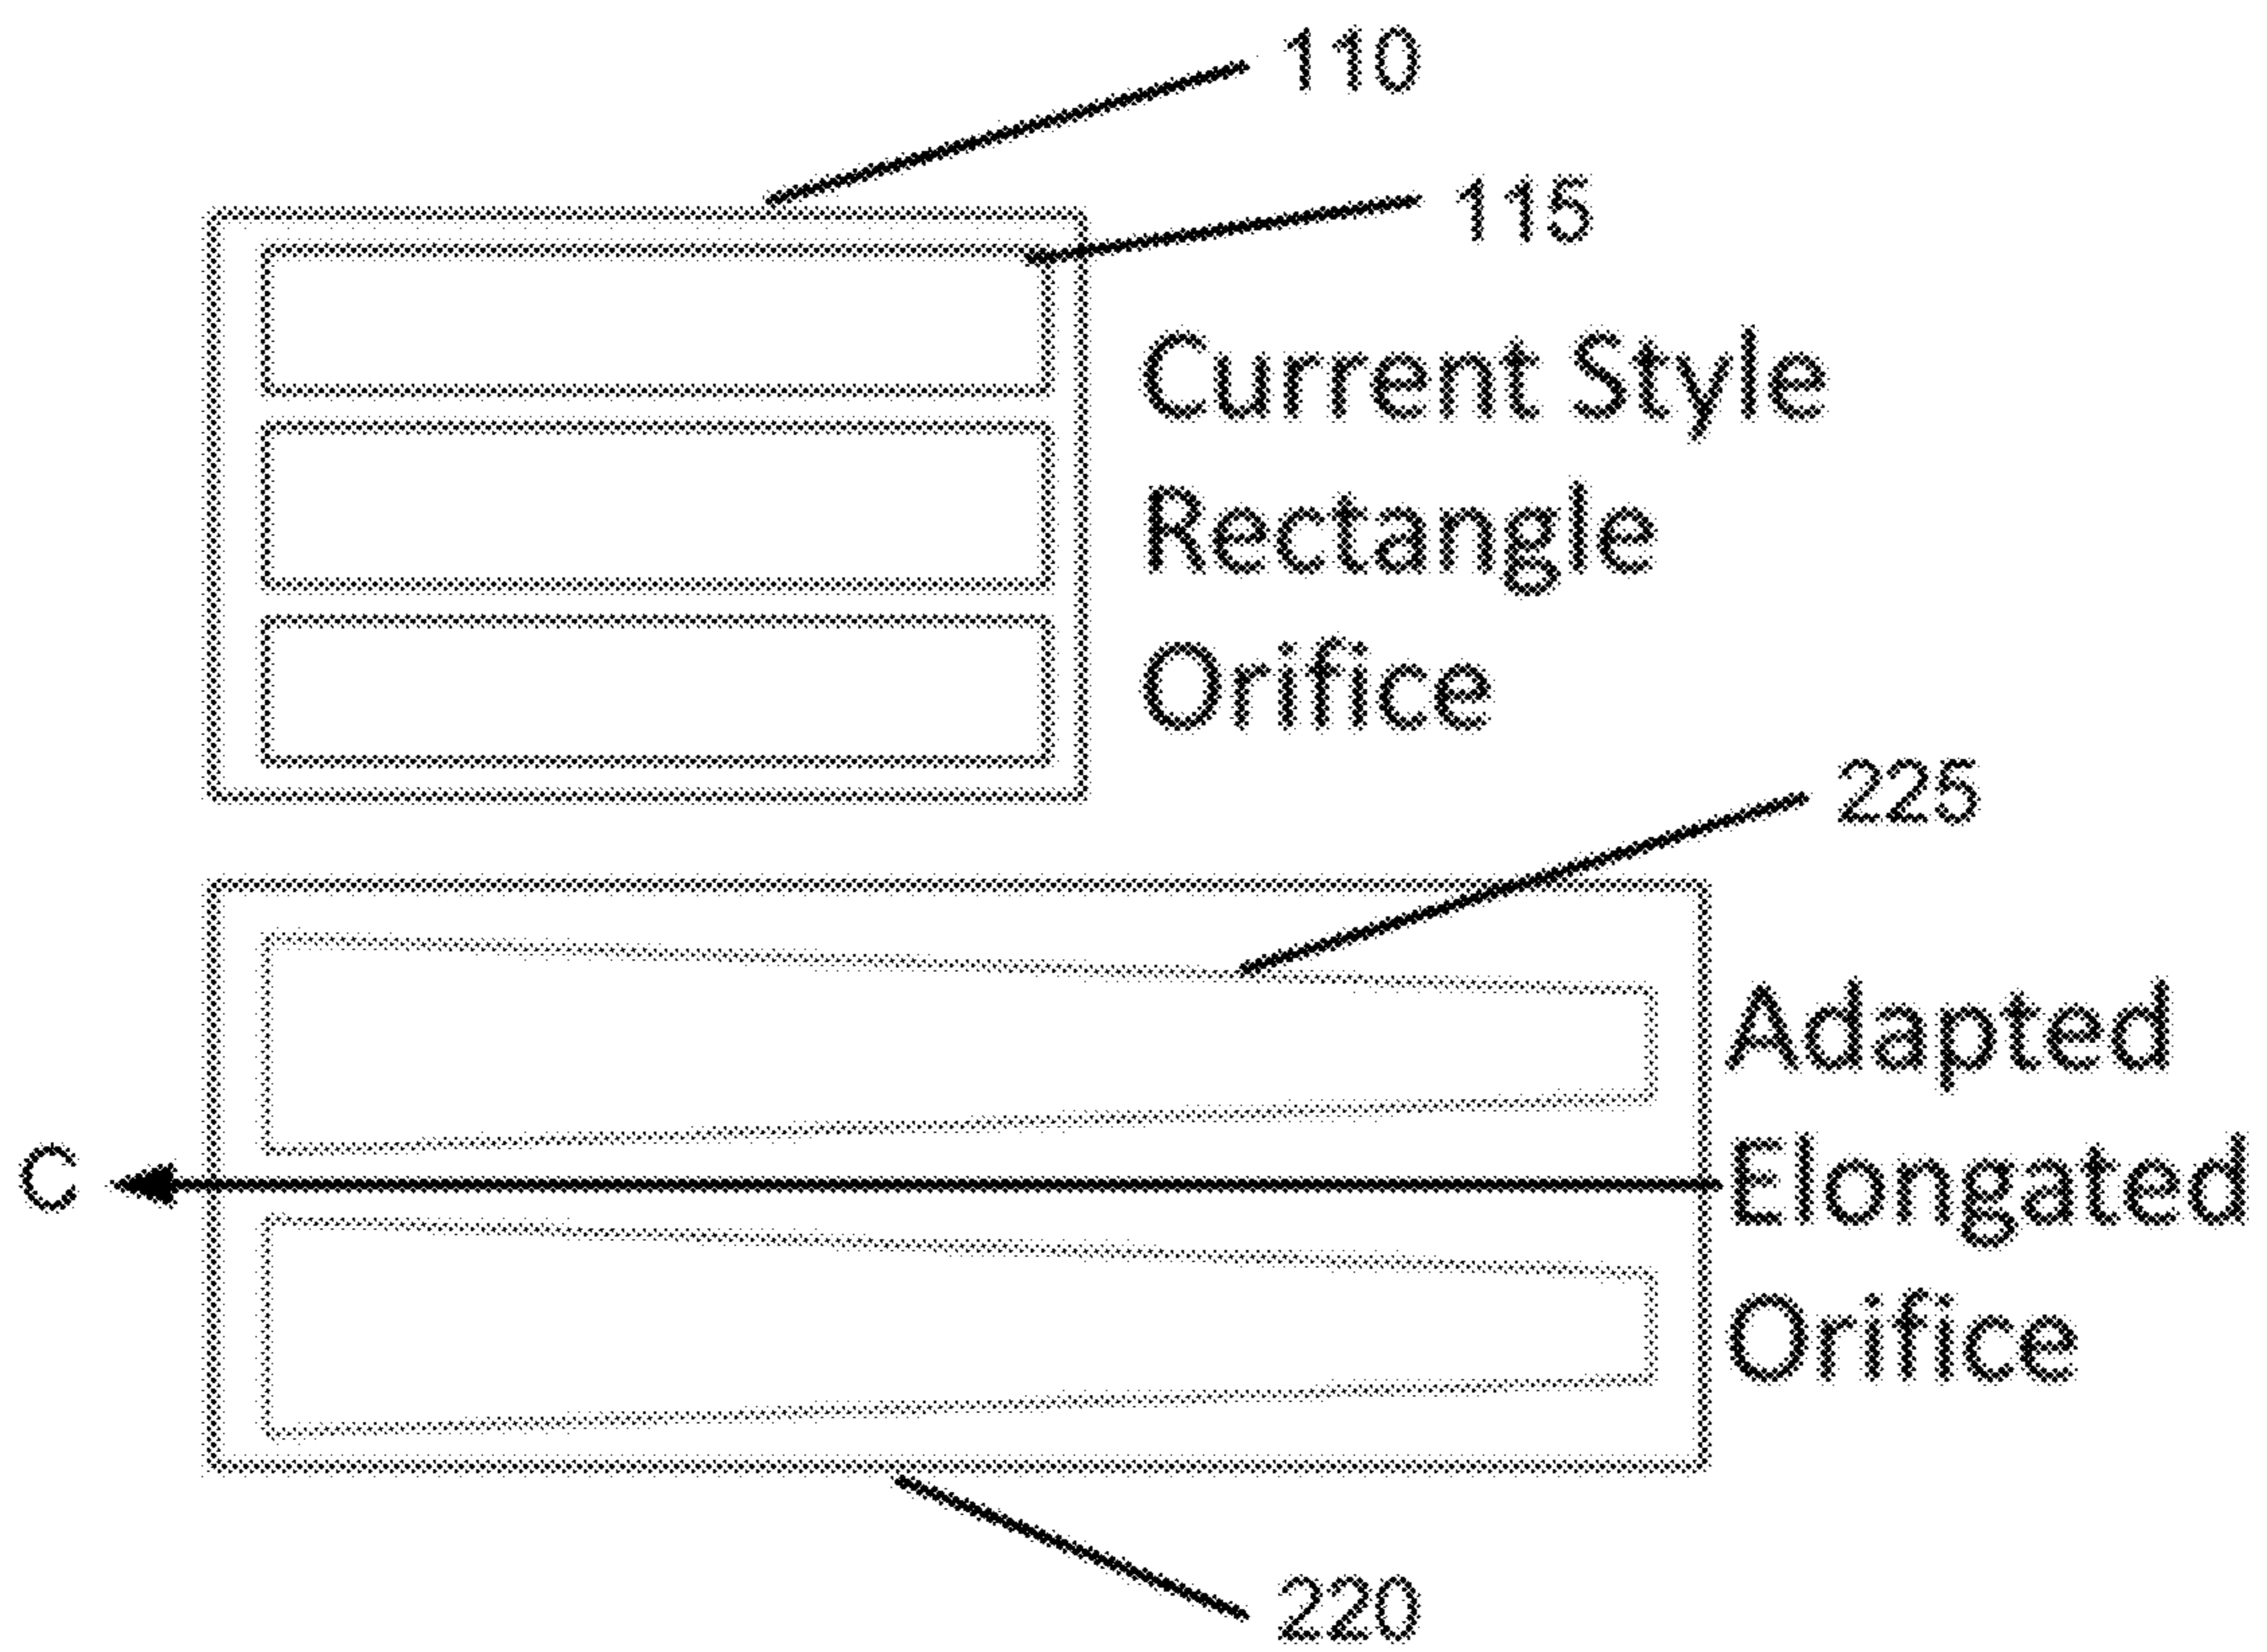 110
115
Current Style
Rectangle
Orifice
225
Adapted
Elongated
Orifice
C
220